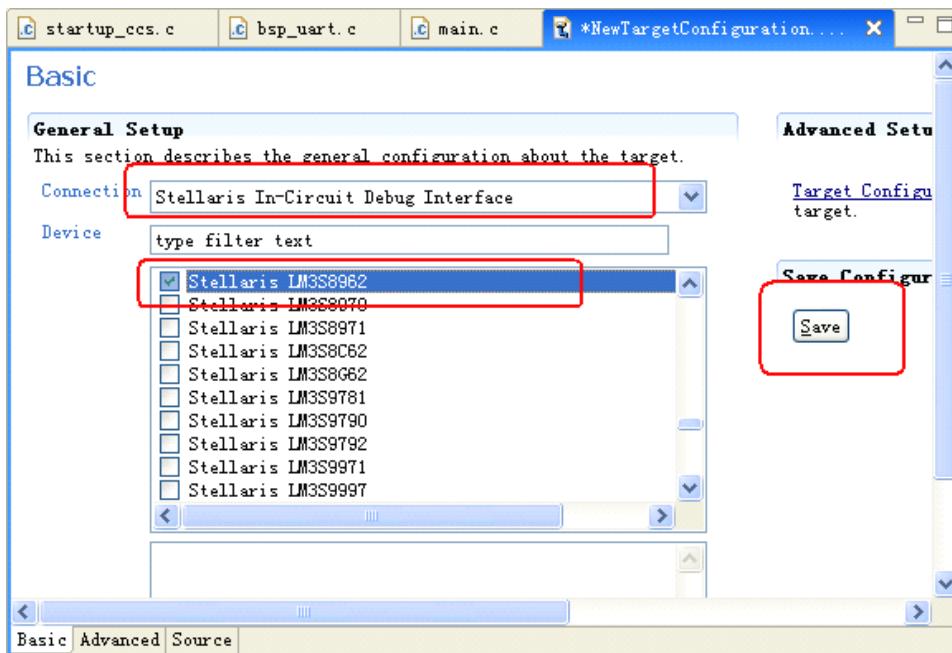 startup_ccs.c
bsp_uart.c
main.c
*NewTargetConfiguration....
Basic
General Setup
This section describes the general configuration about the target.
Connection
Stellaris In-Circuit Debug Interface
Device
type filter text
Stellaris LM3S8962
Stellaris LM3S8970
Stellaris LM3S8971
Stellaris LM3S8C62
Stellaris LM3S8G62
Stellaris LM3S9781
Stellaris LM3S9790
Stellaris LM3S9792
Stellaris LM3S9971
Stellaris LM3S9997
Advanced Setu
Target Configu
target.
Save Configur
Save
Basic
Advanced
Source